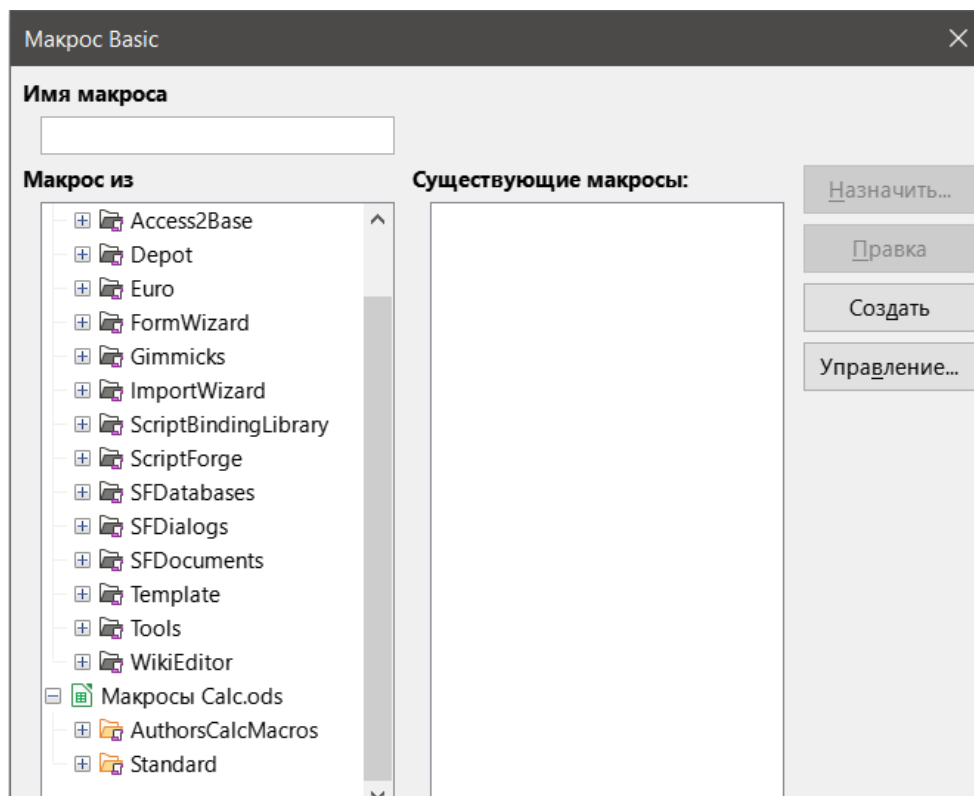 Макрос Basic
Имя макроса
Макрос из
Существующие макросы:
Назначить...
Правка
Создать
Управление...
Access2Base
Depot
Euro
FormWizard
Gimmicks
ImportWizard
ScriptBindingLibrary
ScriptForge
SFDatabases
SFDialogs
SFDocuments
Template
Tools
WikiEditor
Макросы Calc.ods
AuthorsCalcMacros
Standard